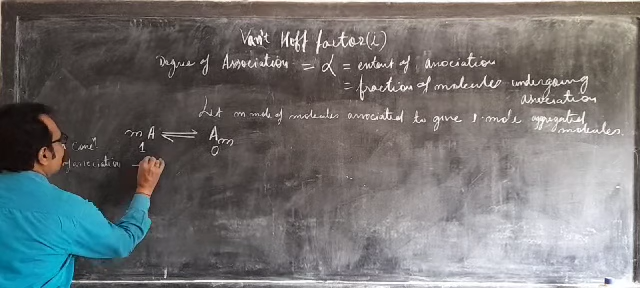 Van't Hoff factor (i)
Degree of Association = α = extent of association
= fraction of molecules undergoing
association
Let m mol of molecules associated to give 1 mole aggregated
molecules.
mA ⇌ Am
1 0